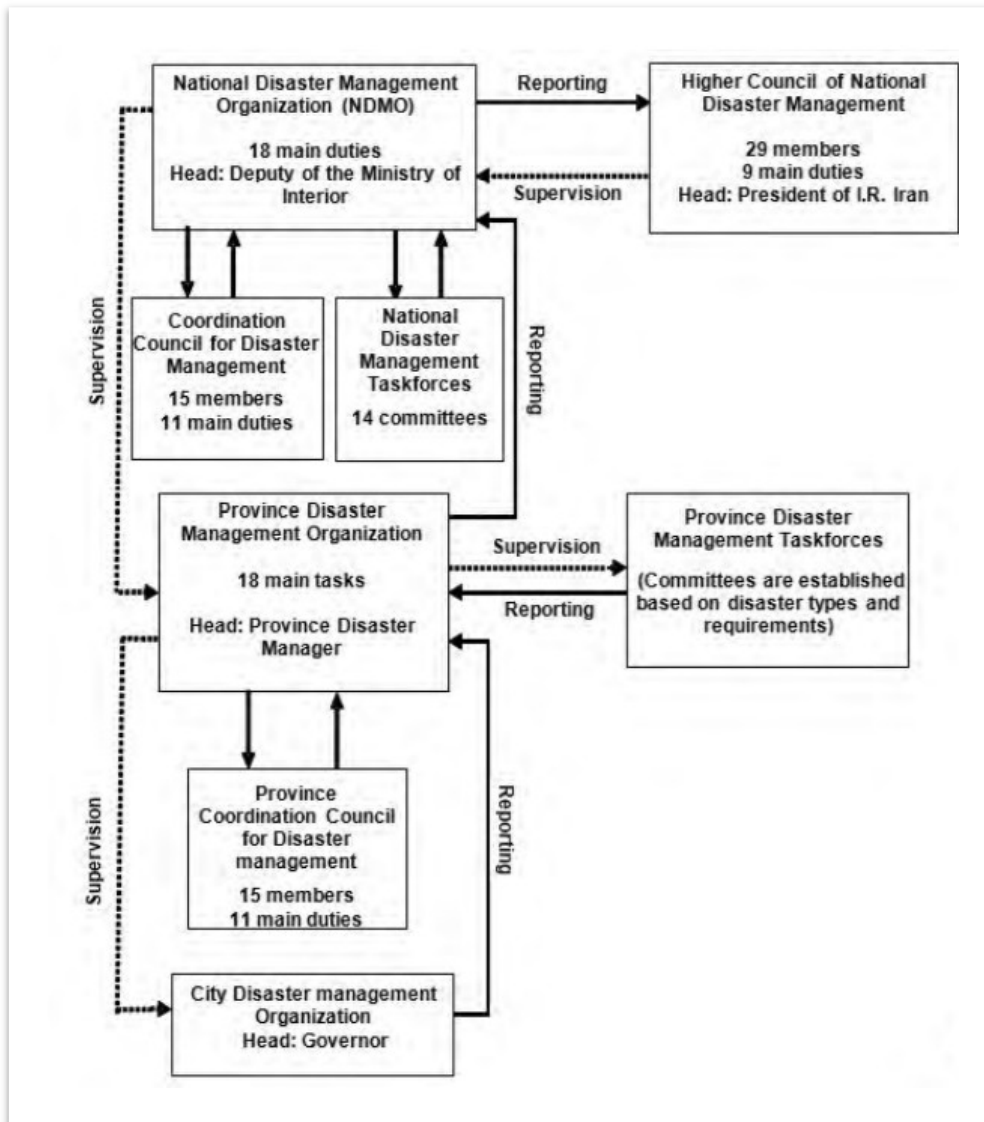 National Disaster Management
Organization (NDMO)
18 main duties
Head: Deputy of the Ministry of
Interior
Reporting
Supervision
Higher Council of National
Disaster Management
29 members
9 main duties
Head: President of I.R. Iran
Supervision
Coordination
Council for Disaster
Management
15 members
11 main duties
National
Disaster
Management
Taskforces
14 committees
Reporting
Province Disaster
Management Organization
18 main tasks
Head: Province Disaster
Manager
Supervision
Reporting
Province Disaster
Management Taskforces
(Committees are established
based on disaster types and
requirements)
Supervision
Province
Coordination Council
for Disaster
management
15 members
11 main duties
Reporting
City Disaster management
Organization
Head: Governor